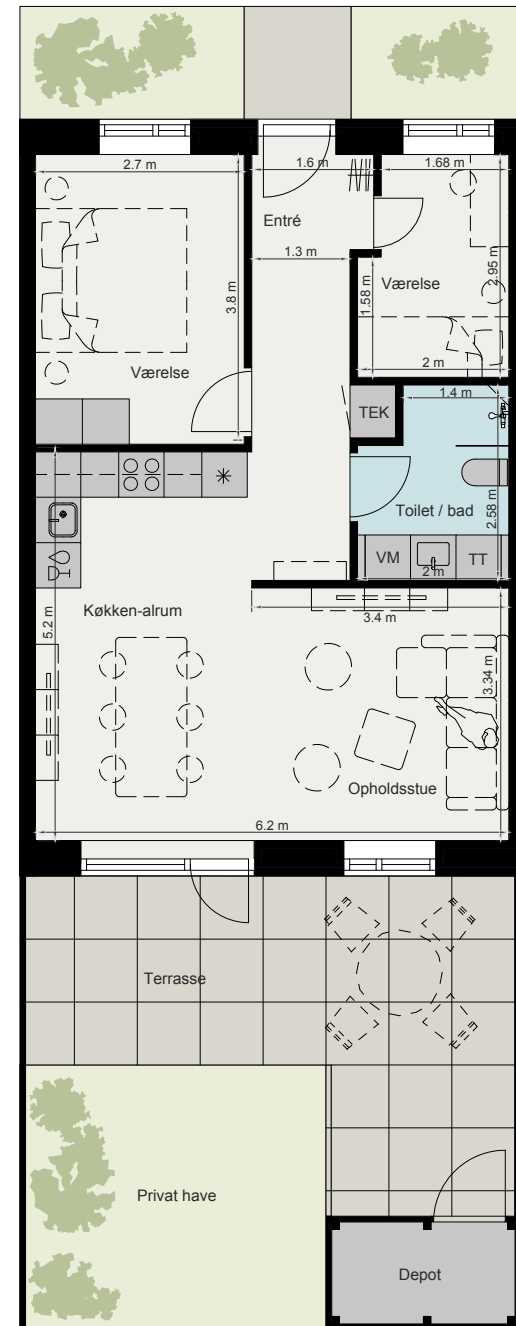 2.7 m
1.6 m
1.68 m
Entré
1.3 m
3.8 m
1.58 m
2.95 m
Værelse
Værelse
2 m
1.4 m
TEK
Toilet / bad
2.58 m
VM
TT
2 m
Køkken-alrum
5.2 m
3.4 m
3.34 m
Opholdsstue
6.2 m
Terrasse
Privat have
Depot